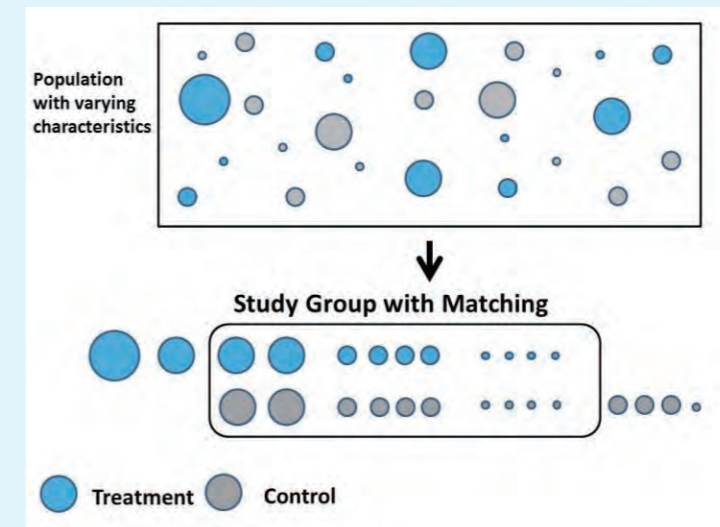 Population
with varying
characteristics
Study Group with Matching
Treatment
Control